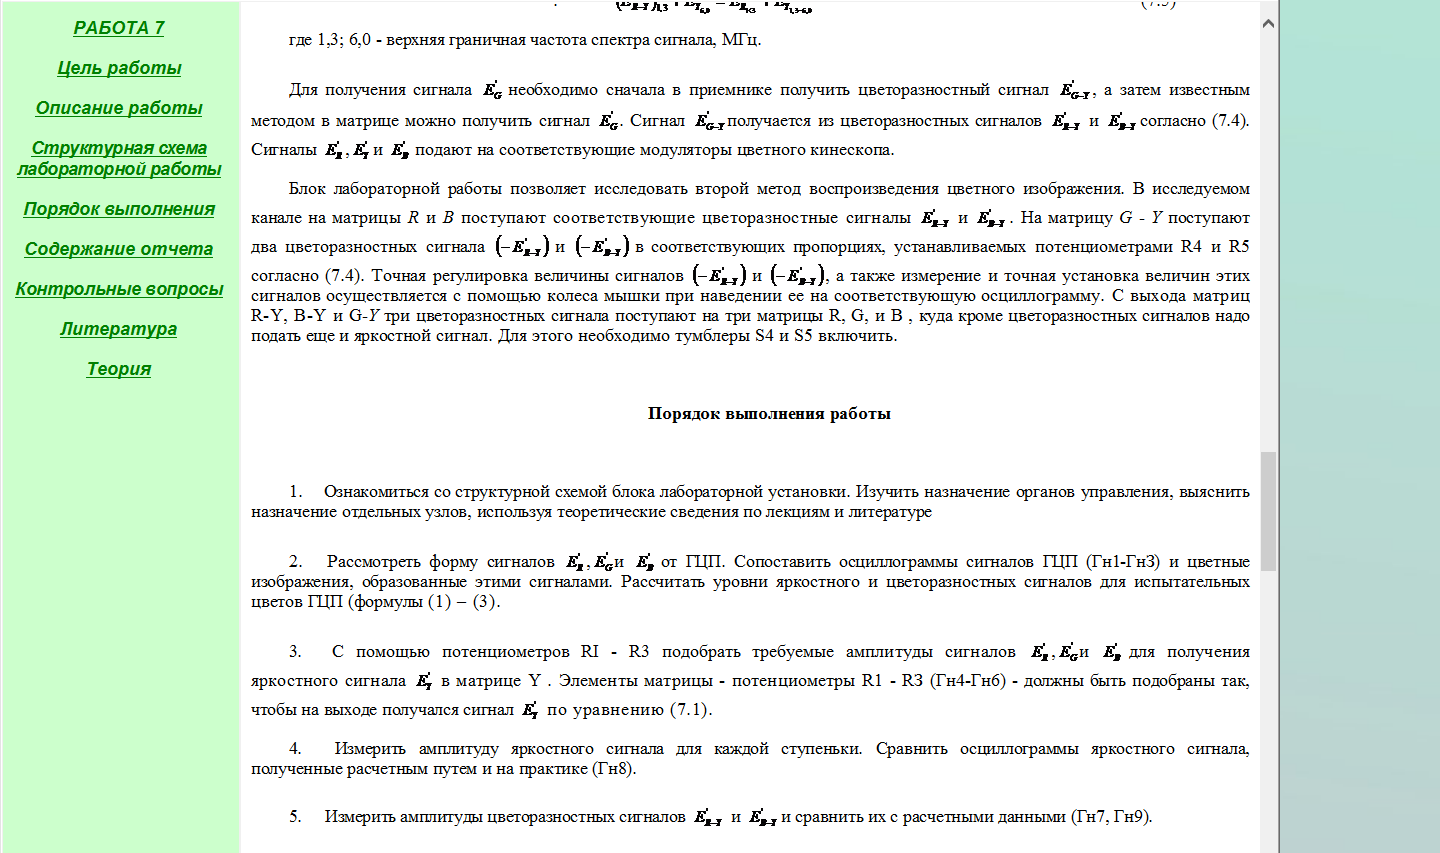 РАБОТА 7
Цель работы
Описание работы
Структурная схема
лабораторной работы
Порядок выполнения
Содержание отчета
Контрольные вопросы
Литература
Теория
где 1,3; 6,0 - верхняя граничная частота спектра сигнала, МГц.
Для получения сигнала E'G необходимо сначала в приемнике получить цветоразностный сигнал E'G–Y, а затем известным
методом в матрице можно получить сигнал E'G. Сигнал E'G–Y получается из цветоразностных сигналов E'R–Y и E'B–Y согласно (7.4).
Сигналы E'R, E'Y и E'B подают на соответствующие модуляторы цветного кинескопа.
Блок лабораторной работы позволяет исследовать второй метод воспроизведения цветного изображения. В исследуемом
канале на матрицы R и B поступают соответствующие цветоразностные сигналы E'R–Y и E'B–Y. На матрицу G - Y поступают
два цветоразностных сигнала (–E'R–Y) и (–E'B–Y) в соответствующих пропорциях, устанавливаемых потенциометрами R4 и R5
согласно (7.4). Точная регулировка величины сигналов (–E'R–Y) и (–E'B–Y), а также измерение и точная установка величин этих
сигналов осуществляется с помощью колеса мышки при наведении ее на соответствующую осциллограмму. С выхода матриц
R-Y, B-Y и G-Y три цветоразностных сигнала поступают на три матрицы R, G, и B , куда кроме цветоразностных сигналов надо
подать еще и яркостной сигнал. Для этого необходимо тумблеры S4 и S5 включить.
Порядок выполнения работы
1. Ознакомиться со структурной схемой блока лабораторной установки. Изучить назначение органов управления, выяснить
назначение отдельных узлов, используя теоретические сведения по лекциям и литературе
2. Рассмотреть форму сигналов E'R, E'G и E'B от ГЦП. Сопоставить осциллограммы сигналов ГЦП (Гн1-Гн3) и цветные
изображения, образованные этими сигналами. Рассчитать уровни яркостного и цветоразностных сигналов для испытательных
цветов ГЦП (формулы (1) – (3).
3. С помощью потенциометров RI - R3 подобрать требуемые амплитуды сигналов E'R, E'G и E'B для получения
яркостного сигнала E'Y в матрице Y . Элементы матрицы - потенциометры R1 - R3 (Гн4-Гн6) - должны быть подобраны так,
чтобы на выходе получался сигнал E'Y по уравнению (7.1).
4. Измерить амплитуду яркостного сигнала для каждой ступеньки. Сравнить осциллограммы яркостного сигнала,
полученные расчетным путем и на практике (Гн8).
5. Измерить амплитуды цветоразностных сигналов E'R–Y и E'B–Y и сравнить их с расчетными данными (Гн7, Гн9).